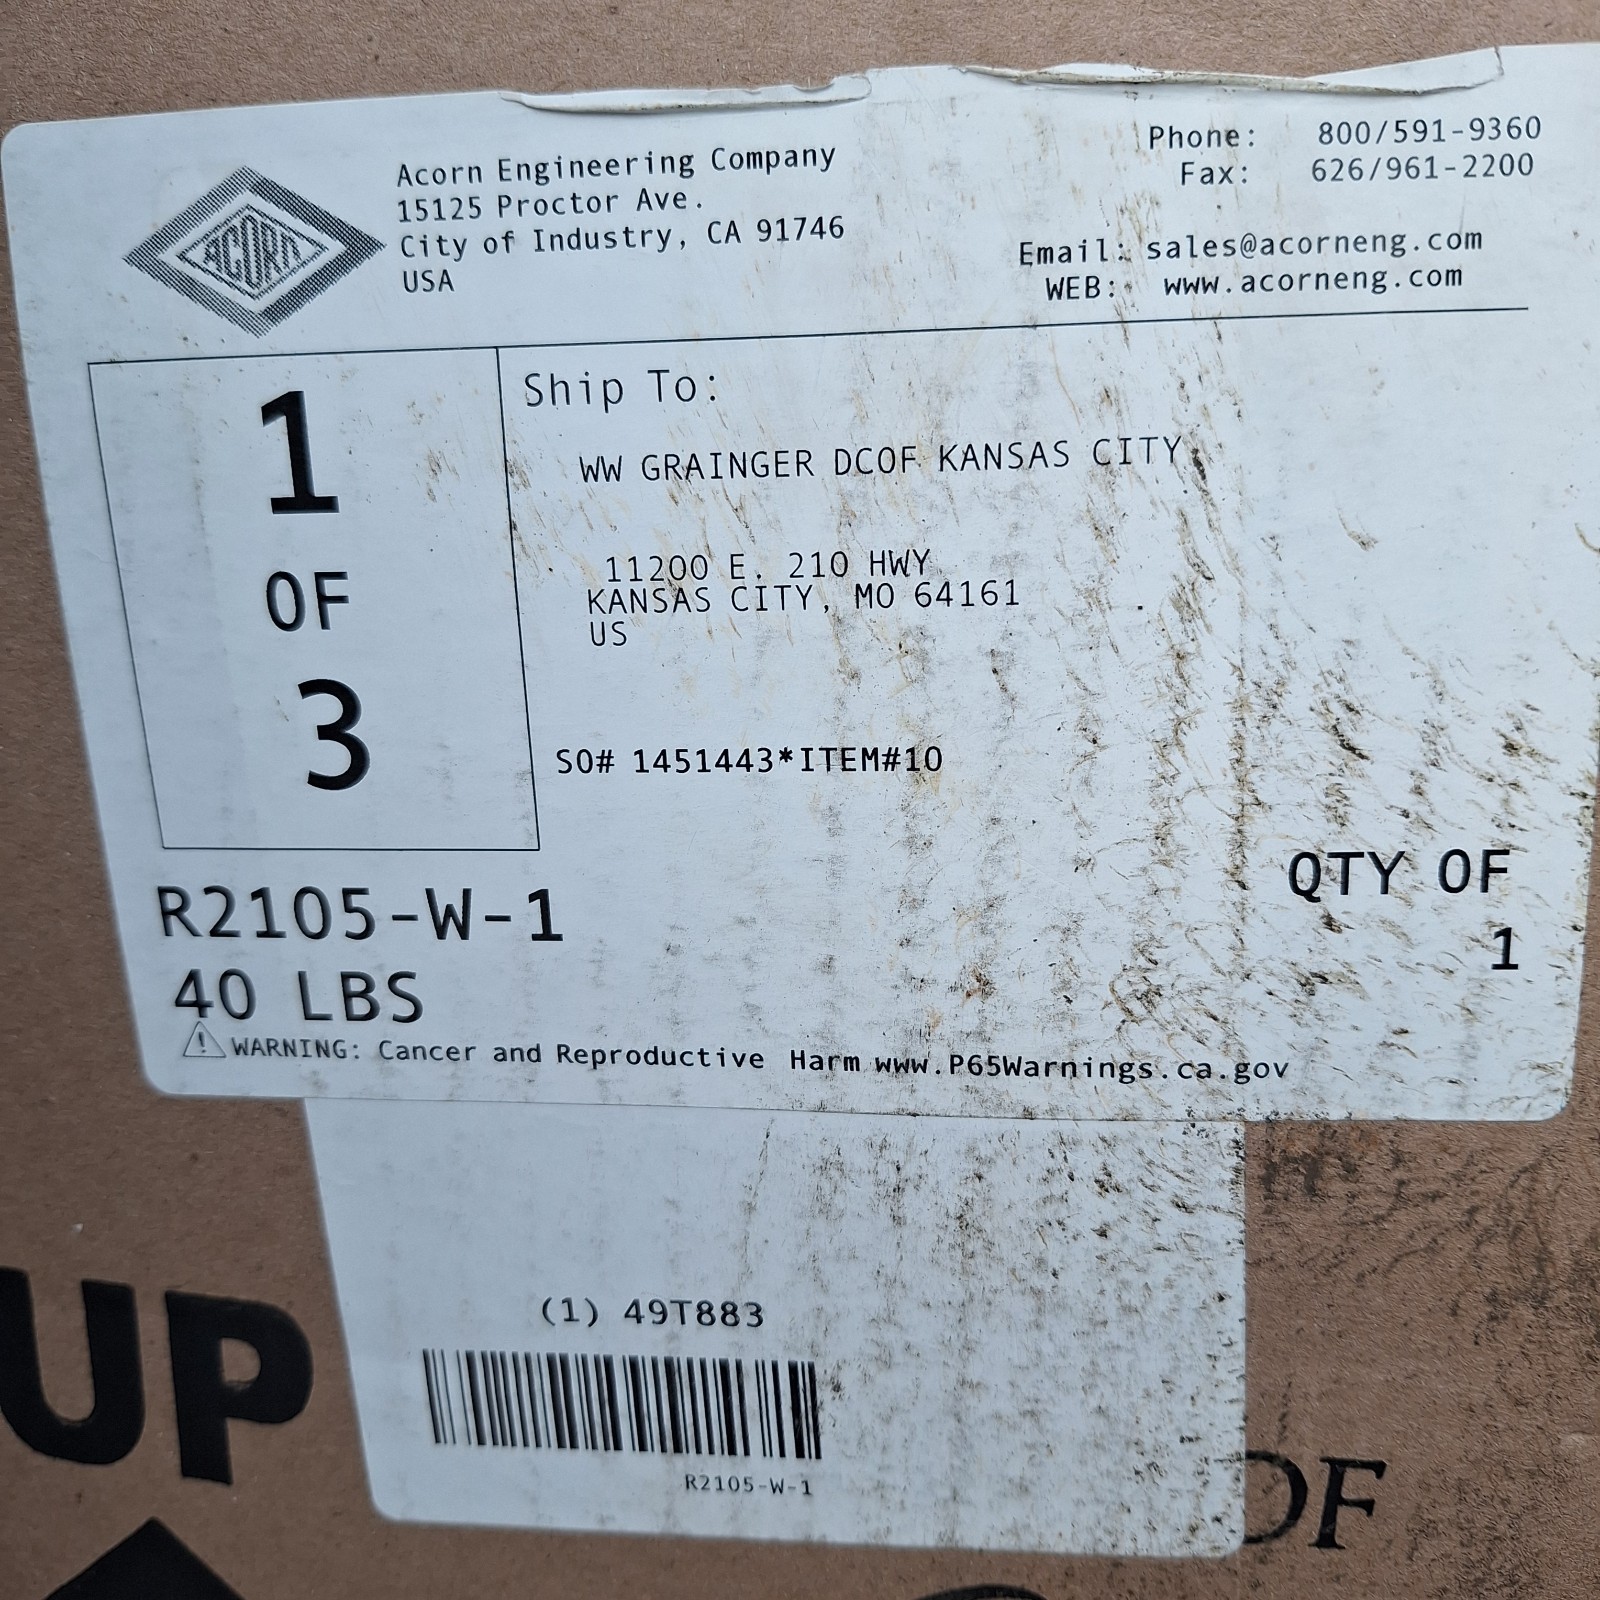 ACORN
Acorn Engineering Company
15125 Proctor Ave.
City of Industry, CA 91746
USA
Phone: 800/591-9360
Fax: 626/961-2200
Email: sales@acorneng.com
WEB: www.acorneng.com
1
OF
3
Ship To:
WW GRAINGER DCOF KANSAS CITY
11200 E. 210 HWY
KANSAS CITY, MO 64161
US
SO# 1451443*ITEM#10
R2105-W-1
40 LBS
QTY OF
1
WARNING: Cancer and Reproductive Harm www.P65Warnings.ca.gov
(1) 49T883
R2105-W-1
UP
OF